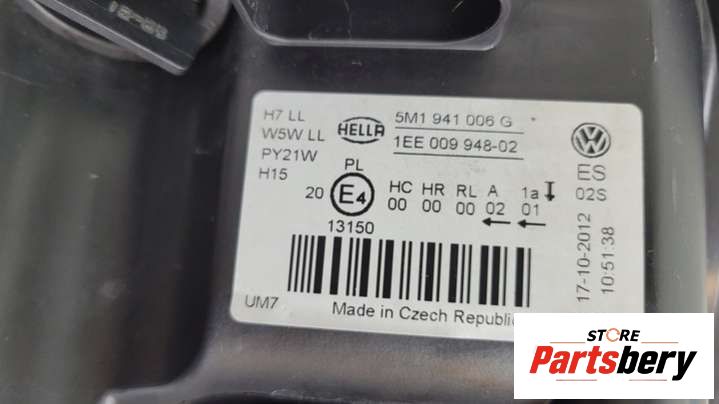 H7 LL
W5W LL
PY21W
H15
HELLA
5M1 941 006 G
1EE 009 948-02
VW
ES
02S
PL
20 E4
HC HR RL A 1a
00 00 00 02 01
13150
17-10-2012
10:51:38
UM7
Made in Czech Republic
STORE
Partsbery